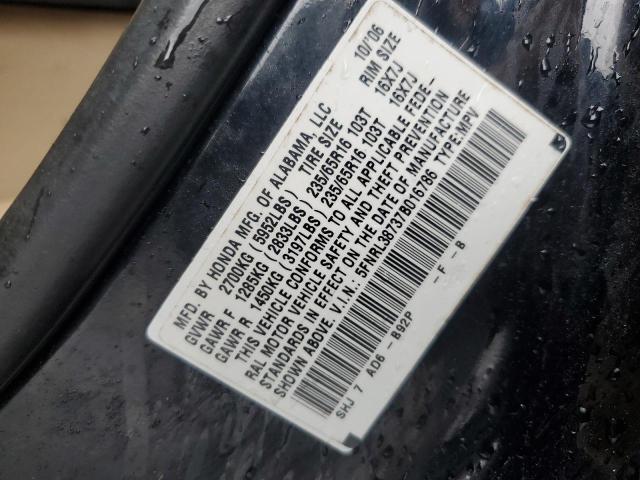 MFD. BY HONDA MFG. OF ALABAMA, LLC 10/'06
GVWR 2700KG (5952LBS) TIRE SIZE RIM SIZE
GAWR F 1285KG (2833LBS) 235/65R16 103T 16X7J
GAWR R 1450KG (3197LBS) 235/65R16 103T 16X7J
THIS VEHICLE CONFORMS TO ALL APPLICABLE FEDE-
RAL MOTOR VEHICLE SAFETY AND THEFT PREVENTION
STANDARDS IN EFFECT ON THE DATE OF MANUFACTURE
SHOWN ABOVE. V.I.N.: 5FNRL38737B016786 TYPE:MPV
SHJ 7 AD6 - B92P - F - B